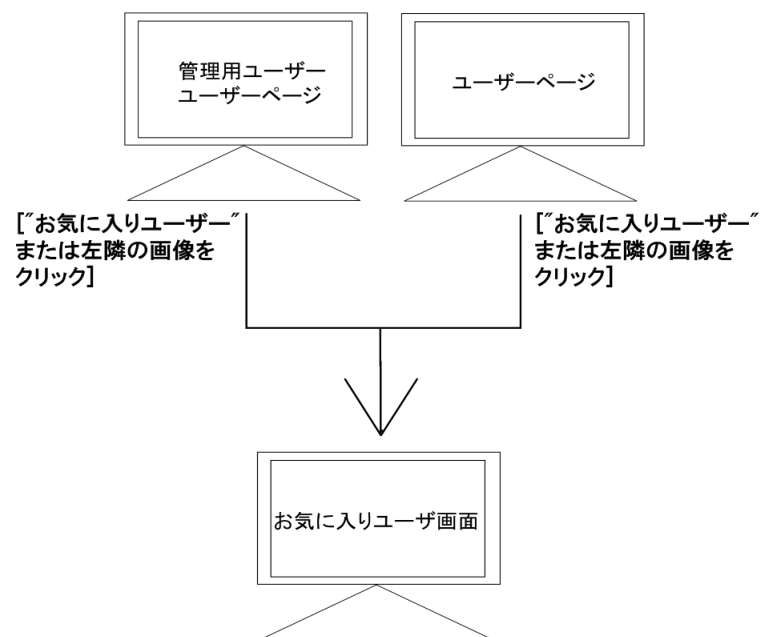 管理用ユーザー
ユーザーページ
ユーザーページ
["お気に入りユーザー"
または左隣の画像を
クリック]
["お気に入りユーザー"
または左隣の画像を
クリック]
お気に入りユーザ画面